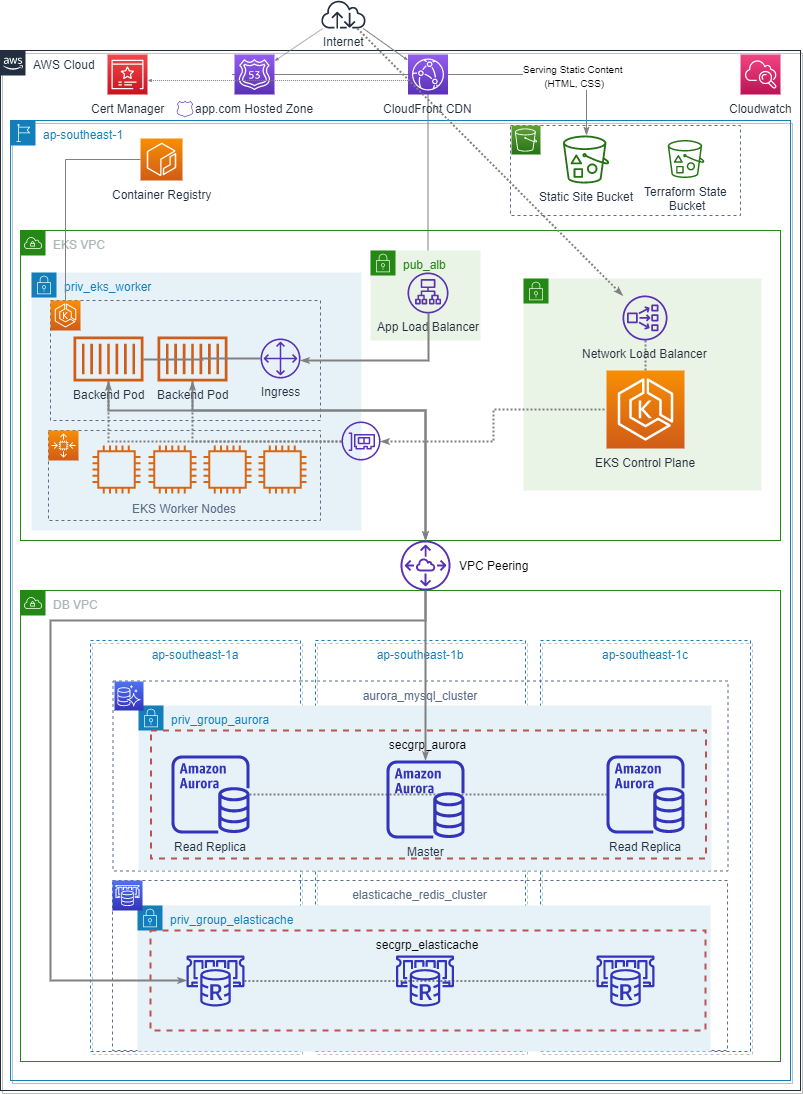 Internet
aws
AWS Cloud
53
Serving Static Content
(HTML, CSS)
Cert Manager
app.com Hosted Zone
CloudFront CDN
Cloudwatch
ap-southeast-1
Container Registry
Static Site Bucket
Terraform State
Bucket
EKS VPC
pub_alb
priv_eks_worker
K
App Load Balancer
Network Load Balancer
Backend Pod
Backend Pod
Ingress
K
EKS Control Plane
EKS Worker Nodes
VPC Peering
DB VPC
ap-southeast-1a
ap-southeast-1b
ap-southeast-1c
aurora_mysql_cluster
priv_group_aurora
secgrp_aurora
Amazon
Aurora
Amazon
Aurora
Amazon
Aurora
Read Replica
Master
Read Replica
elasticache_redis_cluster
priv_group_elasticache
secgrp_elasticache
R
R
R